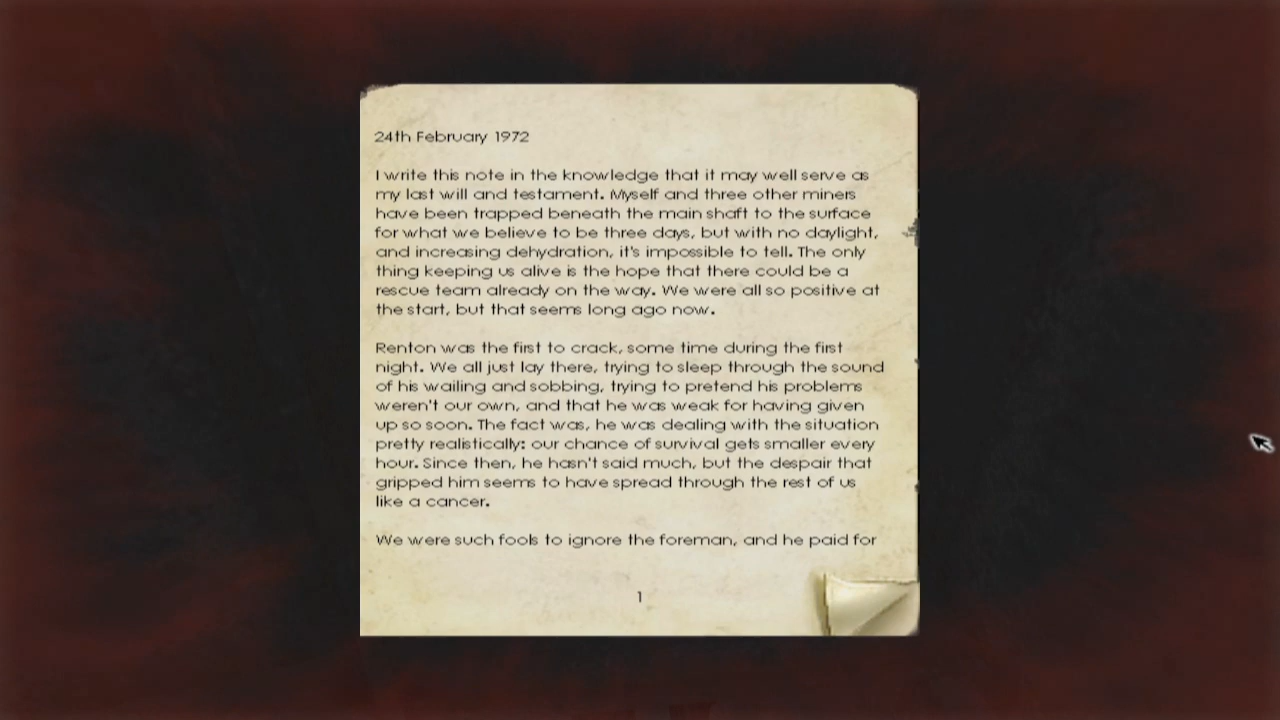 24th February 1972
I write this note in the knowledge that it may well serve as
my last will and testament. Myself and three other miners
have been trapped beneath the main shaft to the surface
for what we believe to be three days, but with no daylight,
and increasing dehydration, it's impossible to tell. The only
thing keeping us alive is the hope that there could be a
rescue team already on the way. We were all so positive at
the start, but that seems long ago now.
Renton was the first to crack, some time during the first
night. We all just lay there, trying to sleep through the sound
of his wailing and sobbing, trying to pretend his problems
weren't our own, and that he was weak for having given
up so soon. The fact was, he was dealing with the situation
pretty realistically: our chance of survival gets smaller every
hour. Since then, he hasn't said much, but the despair that
gripped him seems to have spread through the rest of us
like a cancer.
We were such fools to ignore the foreman, and he paid for
1